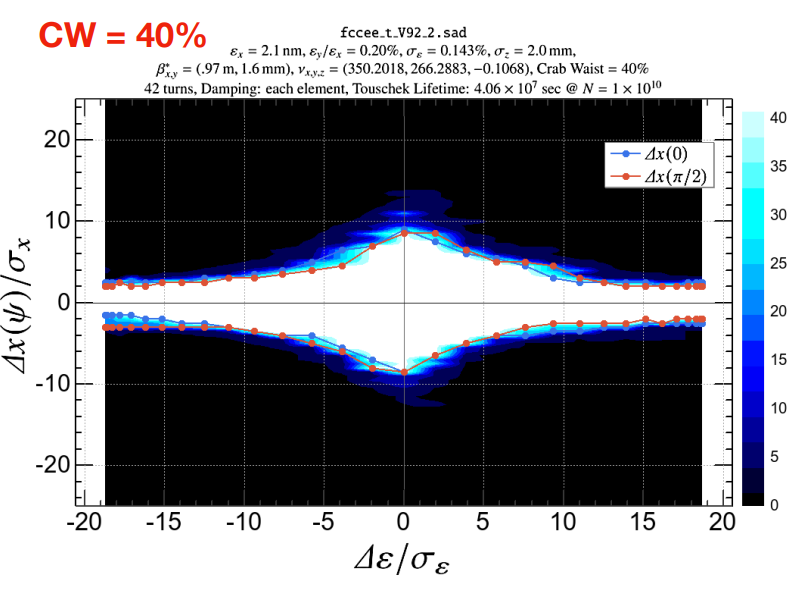 CW = 40%
fccee_t_V92_2.sad
εx = 2.1 nm, εy/εx = 0.20%, σε = 0.143%, σz = 2.0 mm,
β*x,y = (.97 m, 1.6 mm), νx,y,z = (350.2018, 266.2883, −0.1068), Crab Waist = 40%
42 turns, Damping: each element, Touschek Lifetime: 4.06 × 10⁷ sec @ N = 1 × 10¹⁰
Δx(0)
Δx(π/2)
Δx(ψ)/σx
20
10
0
-10
-20
-20 -15 -10 -5 0 5 10 15 20
Δε/σε
40
35
30
25
20
15
10
5
0